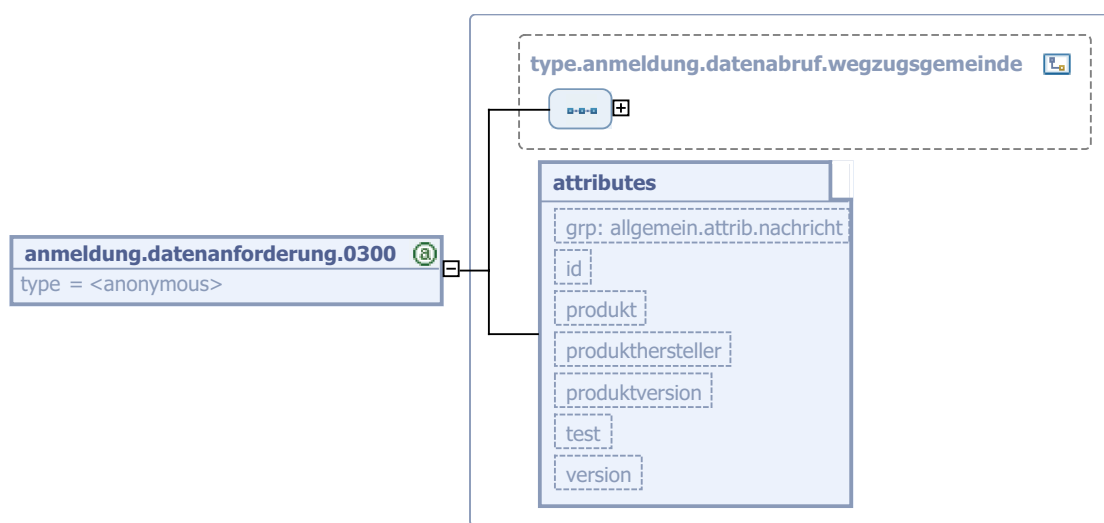 type.anmeldung.datenabruf.wegzugsgemeinde
attributes
grp: allgemein.attrib.nachricht
anmeldung.datenanforderung.0300
type = <anonymous>
id
produkt
produkthersteller
produktversion
test
version